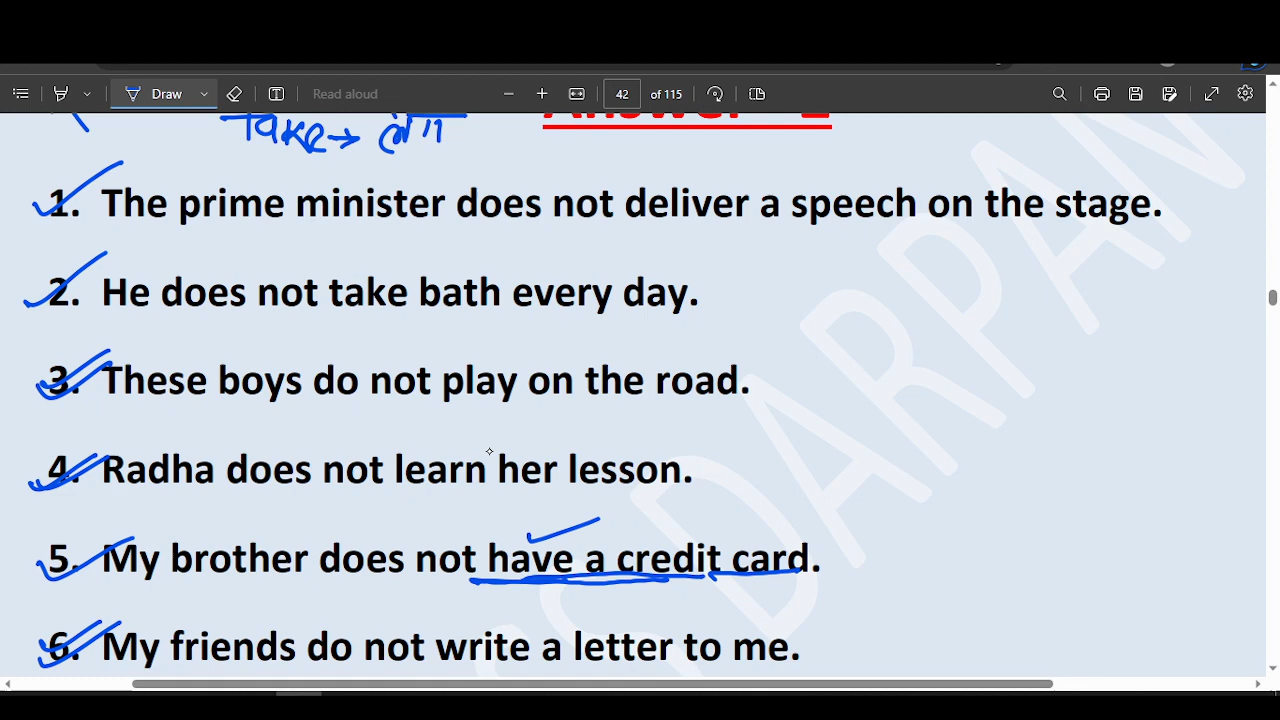 Draw
Read aloud
42 of 115
Take →
1. The prime minister does not deliver a speech on the stage.
2. He does not take bath every day.
3. These boys do not play on the road.
4. Radha does not learn her lesson.
5. My brother does not have a credit card.
6. My friends do not write a letter to me.
S DARPAN